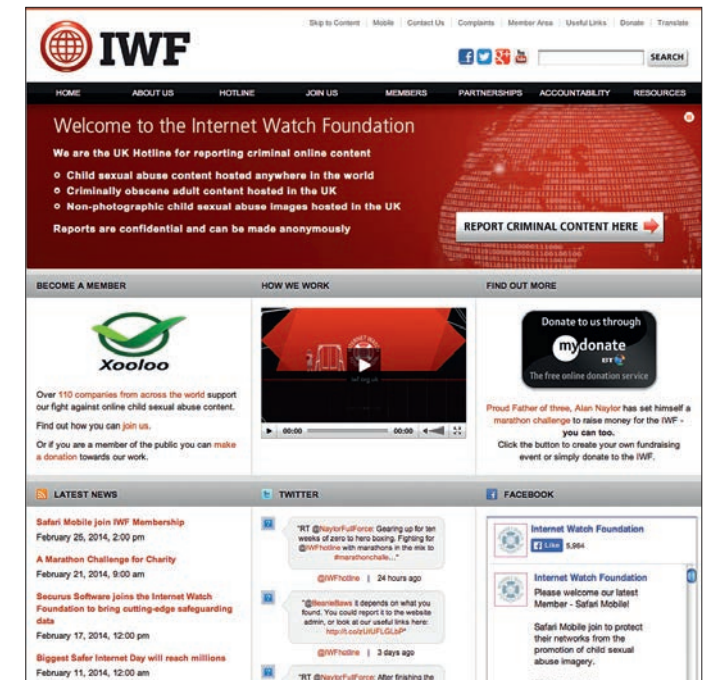 Skip to Content | Mobile | Contact Us | Complaints | Member Area | Useful Links | Donate | Translate
IWF
SEARCH
HOME ABOUT US HOTLINE JOIN US MEMBERS PARTNERSHIPS ACCOUNTABILITY RESOURCES
Welcome to the Internet Watch Foundation
We are the UK Hotline for reporting criminal online content
Child sexual abuse content hosted anywhere in the world
Criminally obscene adult content hosted in the UK
Non-photographic child sexual abuse images hosted in the UK
Reports are confidential and can be made anonymously
REPORT CRIMINAL CONTENT HERE
BECOME A MEMBER
Xooloo
Over 110 companies from across the world support
our fight against online child sexual abuse content.
Find out how you can join us.
Or if you are a member of the public you can make
a donation towards our work.
HOW WE WORK
00:00 00:00
FIND OUT MORE
Donate to us through
mydonate
BT
The free online donation service
Proud Father of three, Alan Naylor has set himself a
marathon challenge to raise money for the IWF -
you can too.
Click the button to create your own fundraising
event or simply donate to the IWF.
LATEST NEWS
Safari Mobile join IWF Membership
February 25, 2014, 2:00 pm
A Marathon Challenge for Charity
February 21, 2014, 9:00 am
Securus Software joins the Internet Watch
Foundation to bring cutting-edge safeguarding
data
February 17, 2014, 12:00 pm
Biggest Safer Internet Day will reach millions
February 11, 2014, 12:00 am
TWITTER
"RT @NaylorFullForce: Gearing up for ten
weeks of zero to hero boxing. Fighting for
@IWFhotline with marathons in the mix to
#marathonchalle..."
@IWFhotline | 24 hours ago
"@BeanieBaws it depends on what you
found. You could report it to the website
admin, or look at our useful links here:
@IWFhotline | 3 days ago
"RT @NaylorFullForce: After finishing the
FACEBOOK
Internet Watch Foundation
Like 5,984
Internet Watch Foundation
Please welcome our latest
Member - Safari Mobile!
Safari Mobile join to protect
their networks from the
promotion of child sexual
abuse imagery.